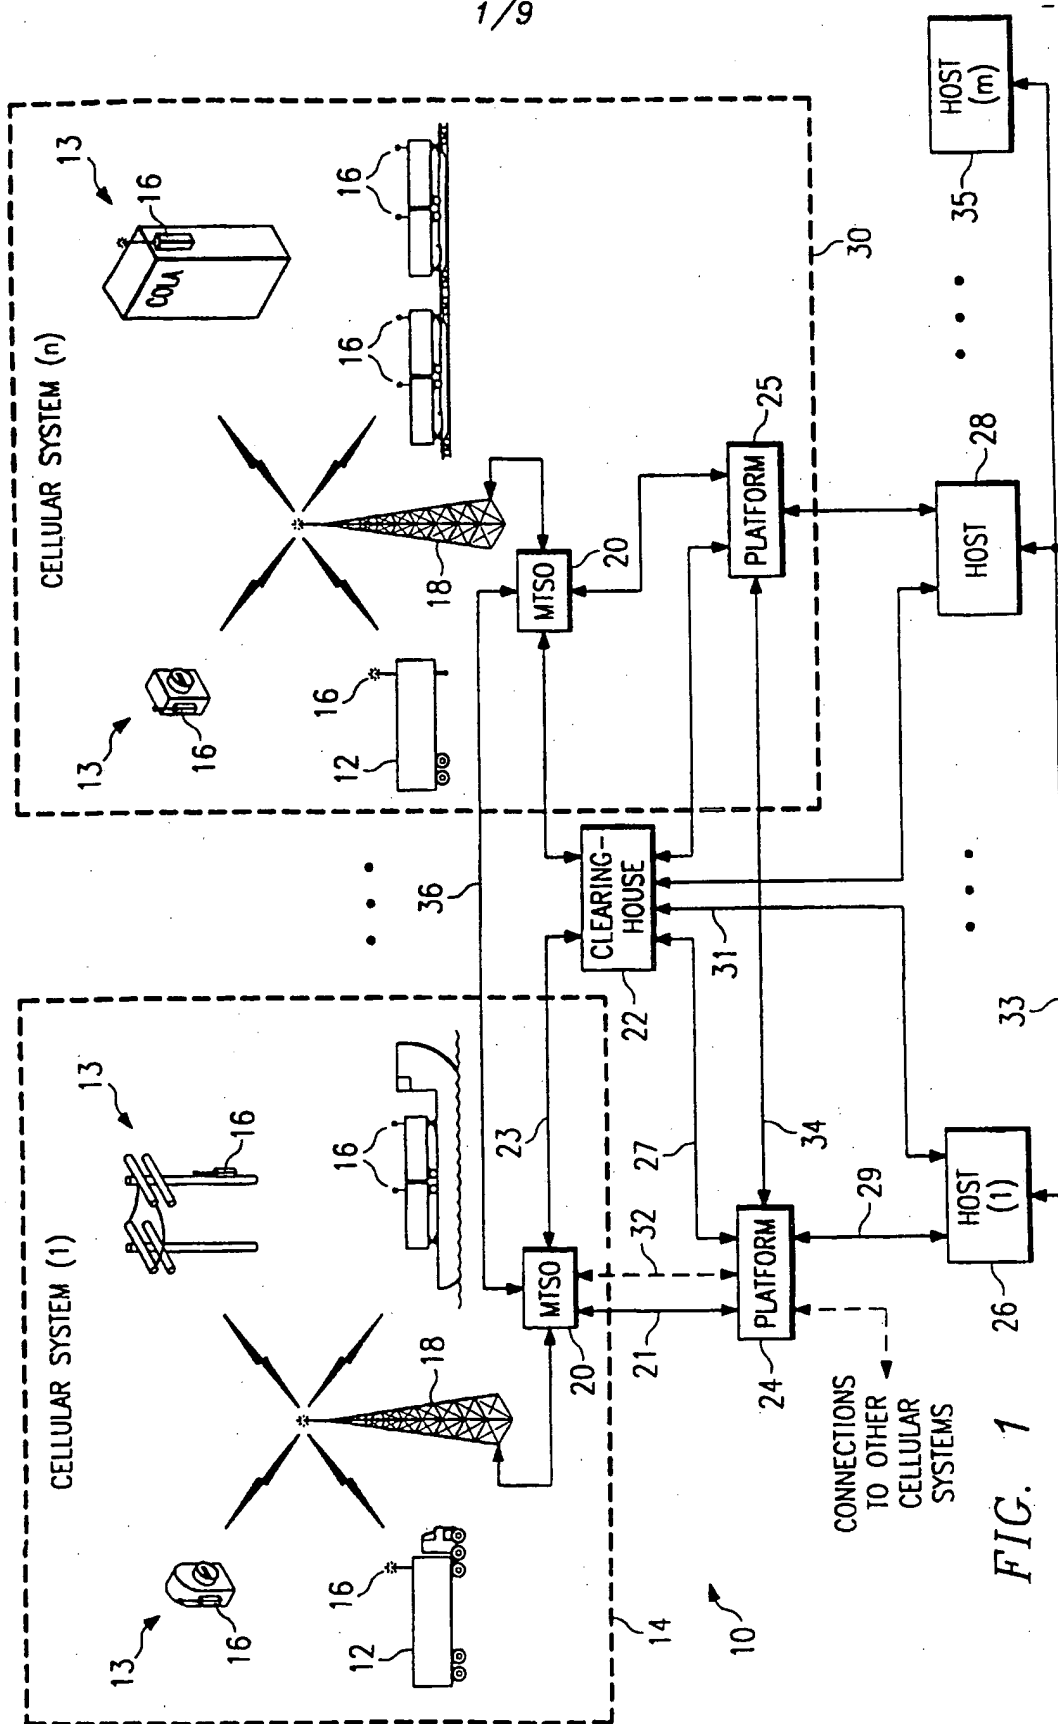 1/9
CELLULAR SYSTEM (1)
13
16
13
16
12
16
18
16
14
20
MTSO
10
21
32
23
36
CELLULAR SYSTEM (n)
13
16
COLA
13
16
12
16
18
16
16
20
MTSO
30
CLEARING-
HOUSE
22
27
31
34
PLATFORM
24
PLATFORM
25
29
CONNECTIONS
TO OTHER
CELLULAR
SYSTEMS
HOST
(1)
26
HOST
28
HOST
(m)
35
33
FIG. 1